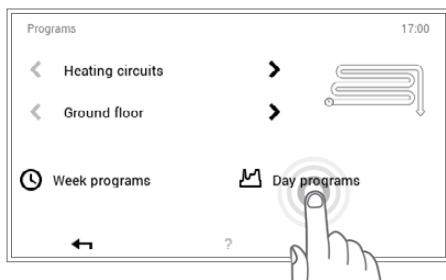 Programs 17:00
Heating circuits
Ground floor
Week programs Day programs
?